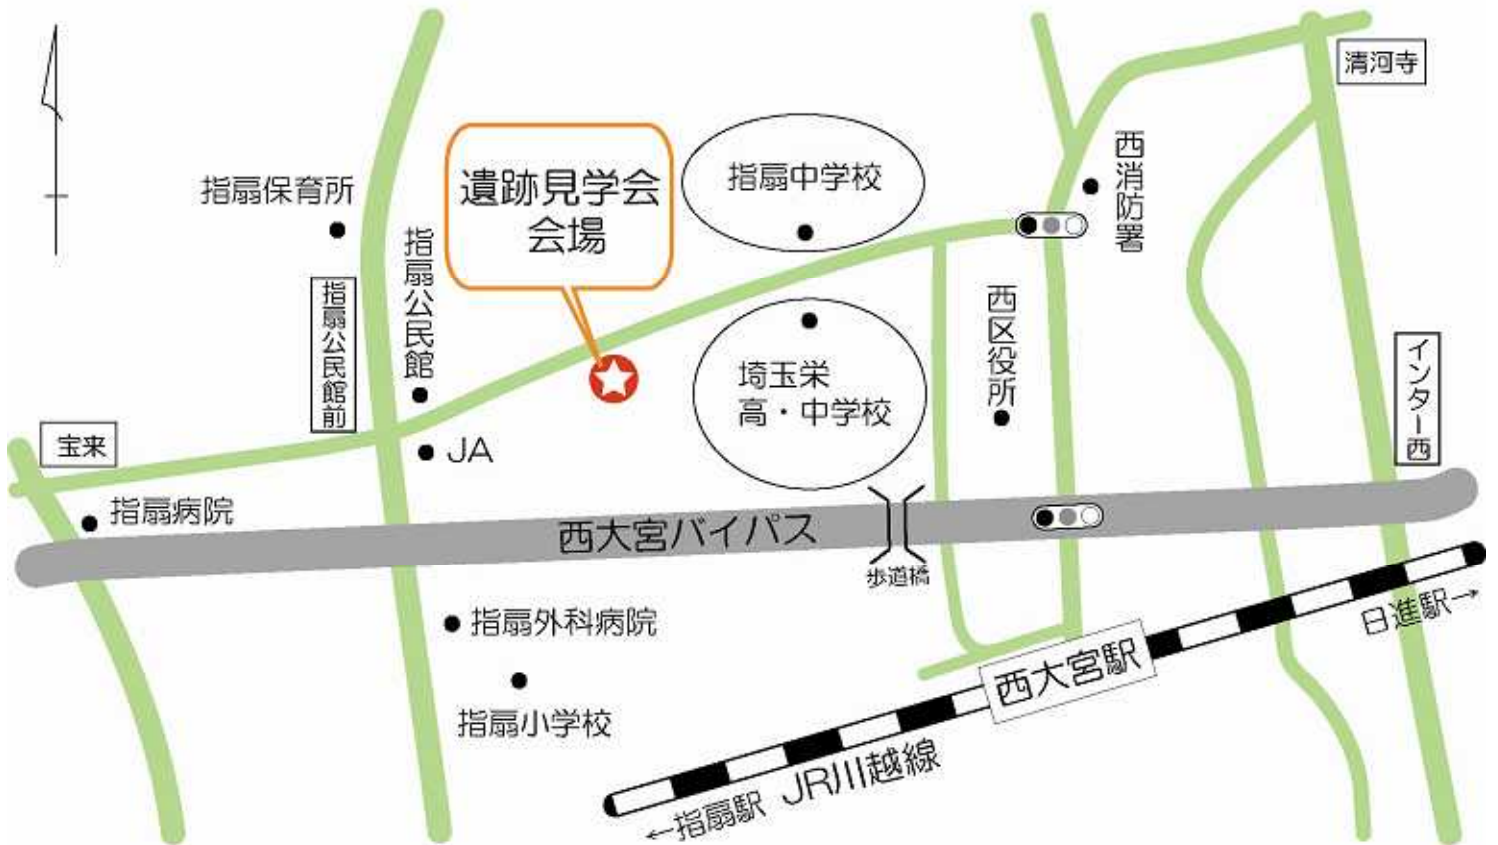 清河寺
西消防署
指扇中学校
遺跡見学会
会場
指扇保育所
指扇公民館
指扇公民館前
西区役所
埼玉栄
高・中学校
インター西
宝来
JA
指扇病院
西大宮バイパス
歩道橋
指扇外科病院
日進駅→
西大宮駅
指扇小学校
JR川越線
←指扇駅